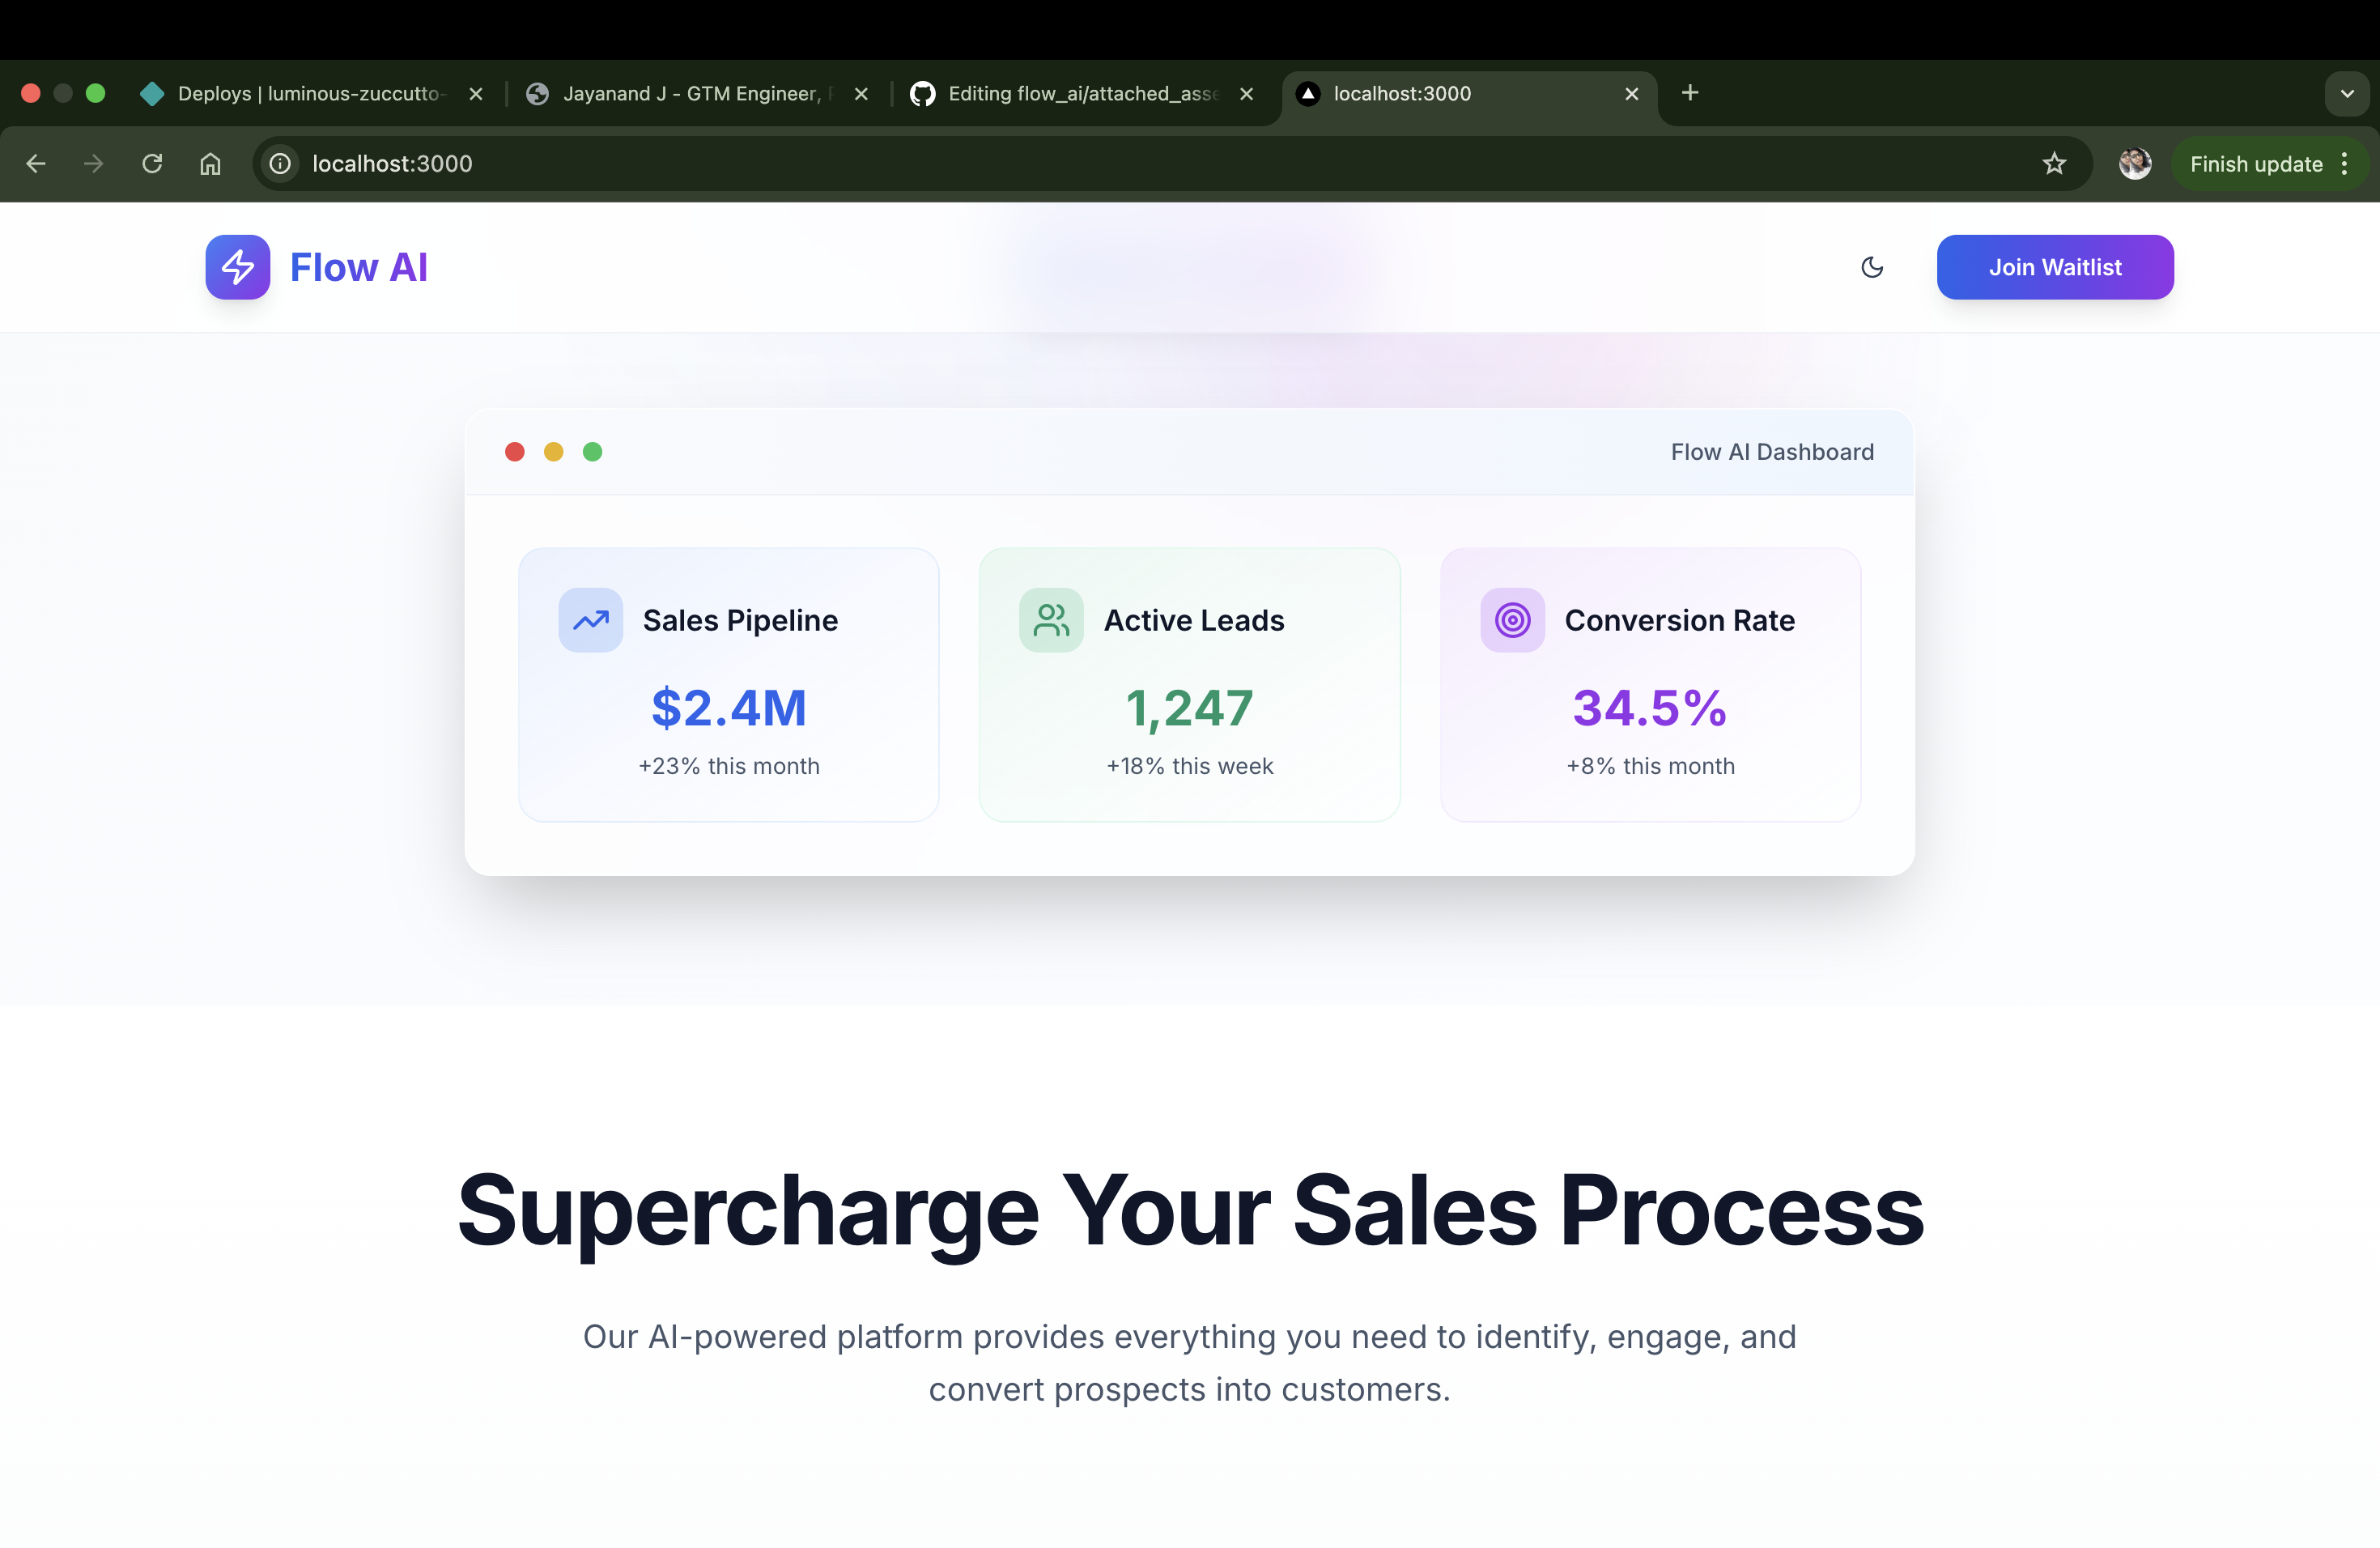 Deploys | luminous-zuccutto-
Jayanand J - GTM Engineer,
Editing flow_ai/attached_asse
localhost:3000
localhost:3000
Finish update
Flow AI
Join Waitlist
Flow AI Dashboard
Sales Pipeline
$2.4M
+23% this month
Active Leads
1,247
+18% this week
Conversion Rate
34.5%
+8% this month
Supercharge Your Sales Process
Our AI-powered platform provides everything you need to identify, engage, and
convert prospects into customers.